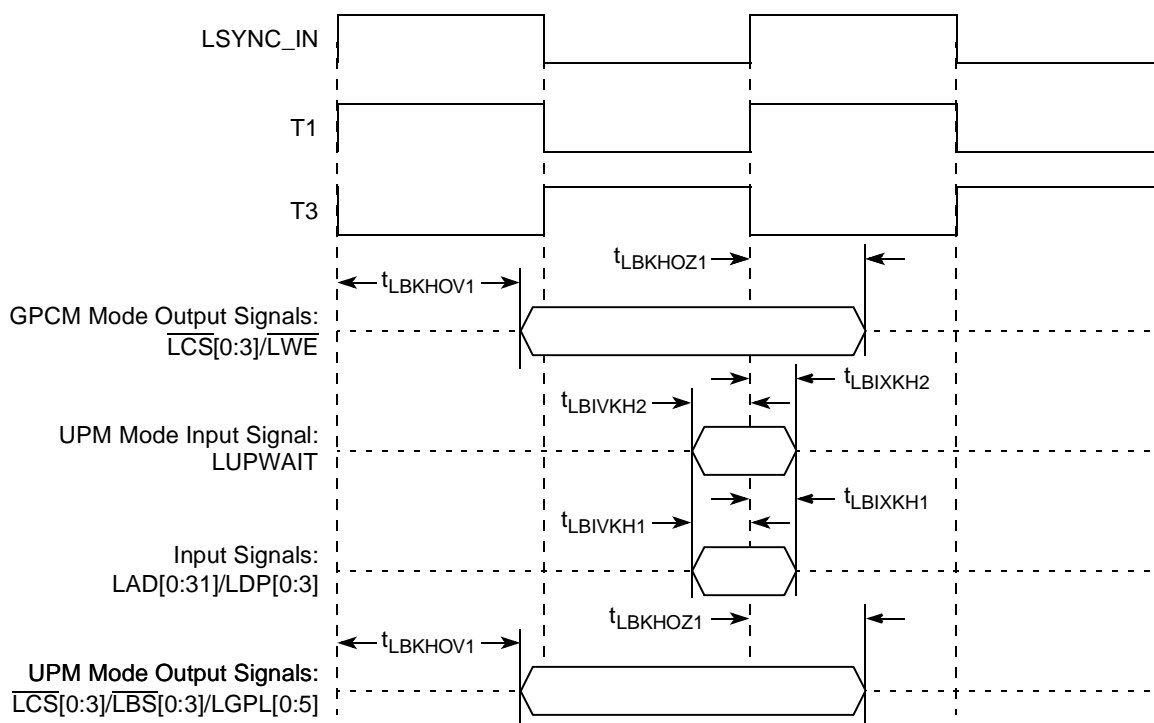 LSYNC_IN
T1
T3
tLBKHOZ1
tLBKHOV1
GPCM Mode Output Signals:
LCS[0:3]/LWE
tLBIXKH2
tLBIVKH2
UPM Mode Input Signal:
LUPWAIT
tLBIXKH1
tLBIVKH1
Input Signals:
LAD[0:31]/LDP[0:3]
tLBKHOZ1
tLBKHOV1
UPM Mode Output Signals:
LCS[0:3]/LBS[0:3]/LGPL[0:5]